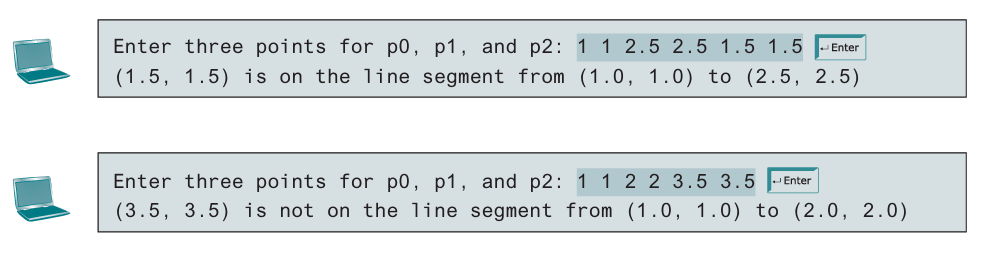 Enter three points for p0, p1, and p2: 1 1 2.5 2.5 1.5 1.5 ↵Enter
(1.5, 1.5) is on the line segment from (1.0, 1.0) to (2.5, 2.5)
Enter three points for p0, p1, and p2: 1 1 2 2 3.5 3.5 ↵Enter
(3.5, 3.5) is not on the line segment from (1.0, 1.0) to (2.0, 2.0)